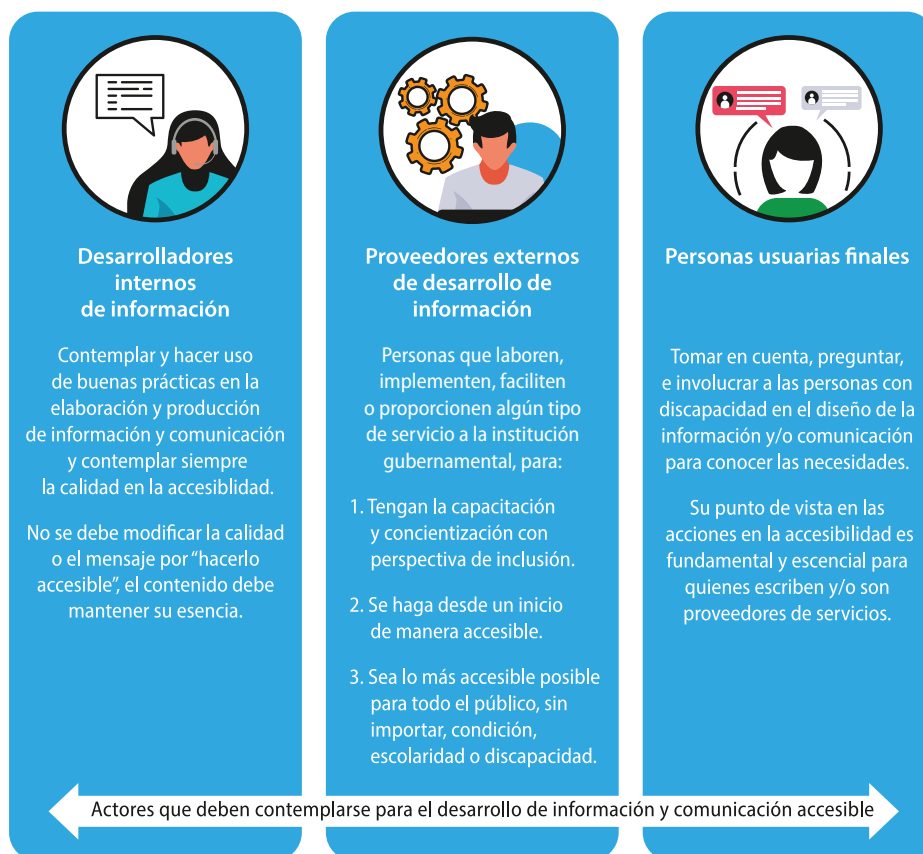 Desarrolladores
internos
de información
Contemplar y hacer uso
de buenas prácticas en la
elaboración y producción
de información y comunicación
y contemplar siempre
la calidad en la accesiblidad.
No se debe modificar la calidad
o el mensaje por “hacerlo
accesible”, el contenido debe
mantener su esencia.
Proveedores externos
de desarrollo de
información
Personas que laboren,
implementen, faciliten
o proporcionen algún tipo
de servicio a la institución
gubernamental, para:
1. Tengan la capacitación
y concientización con
perspectiva de inclusión.
2. Se haga desde un inicio
de manera accesible.
3. Sea lo más accesible posible
para todo el público, sin
importar, condición,
escolaridad o discapacidad.
Personas usuarias finales
Tomar en cuenta, preguntar,
e involucrar a las personas con
discapacidad en el diseño de la
información y/o comunicación
para conocer las necesidades.
Su punto de vista en las
acciones en la accesibilidad es
fundamental y escencial para
quienes escriben y/o son
proveedores de servicios.
Actores que deben contemplarse para el desarrollo de información y comunicación accesible